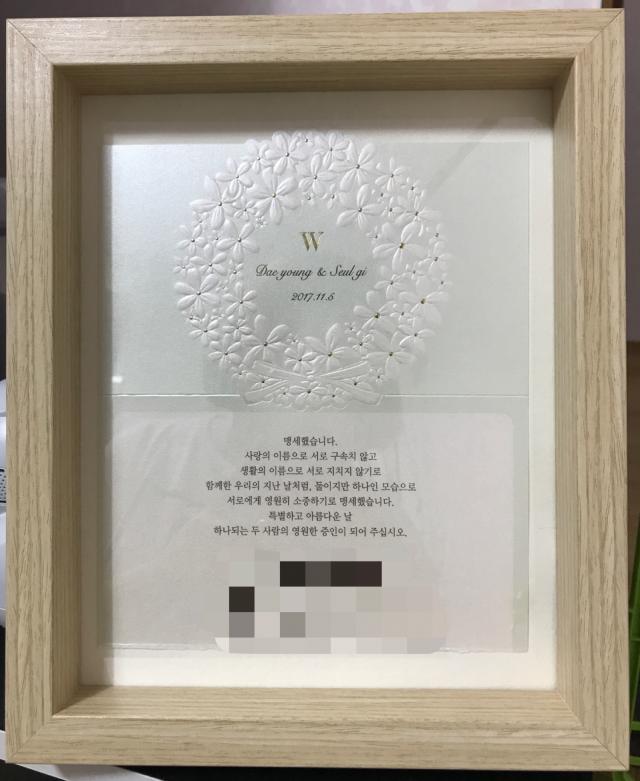 W
Dae young & Seul gi
2017.11.5
맹세했습니다.
사랑의 이름으로 서로 구속치 않고
생활의 이름으로 서로 지치지 않기로
함께한 우리의 지난 날처럼, 둘이지만 하나인 모습으로
서로에게 영원히 소중하기로 맹세했습니다.
특별하고 아름다운 날
하나되는 두 사람의 영원한 증인이 되어 주십시오.